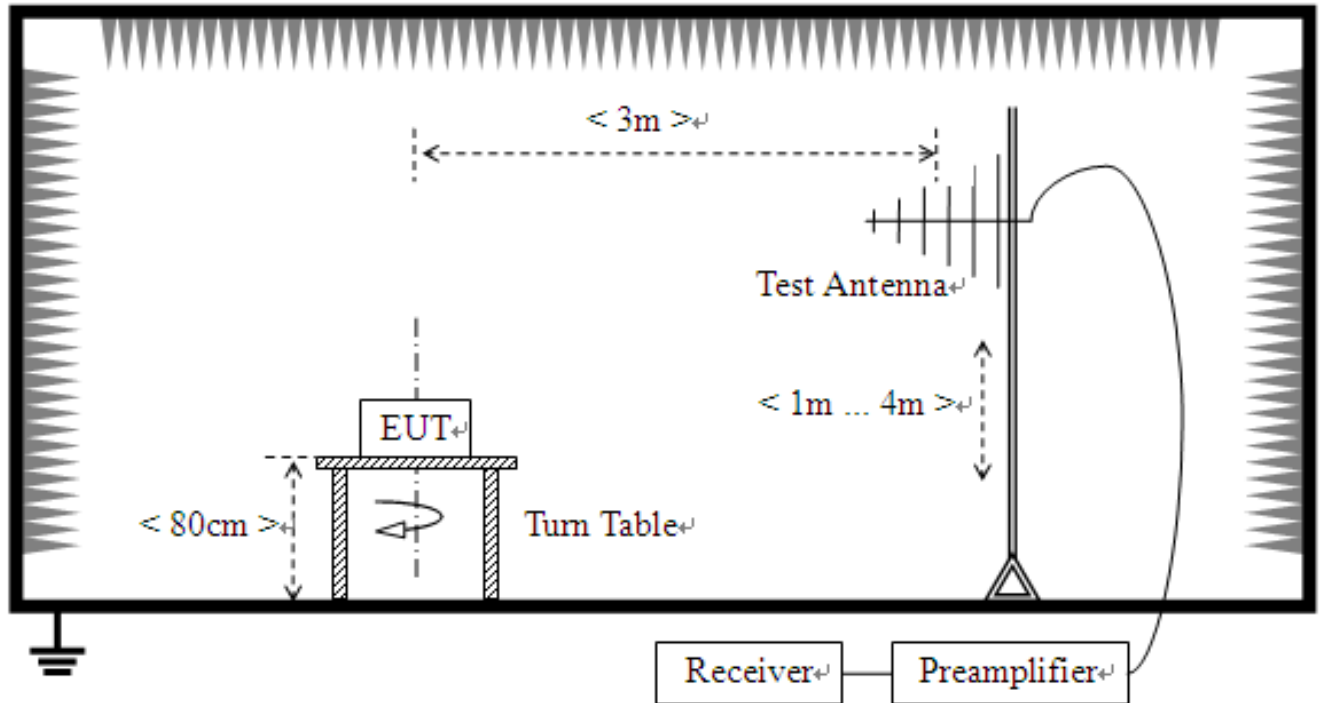 < 3m >↵
Test Antenna↵
< 1m ... 4m >↵
EUT↵
< 80cm >↵
Turn Table↵
Receiver↵
Preamplifier↵